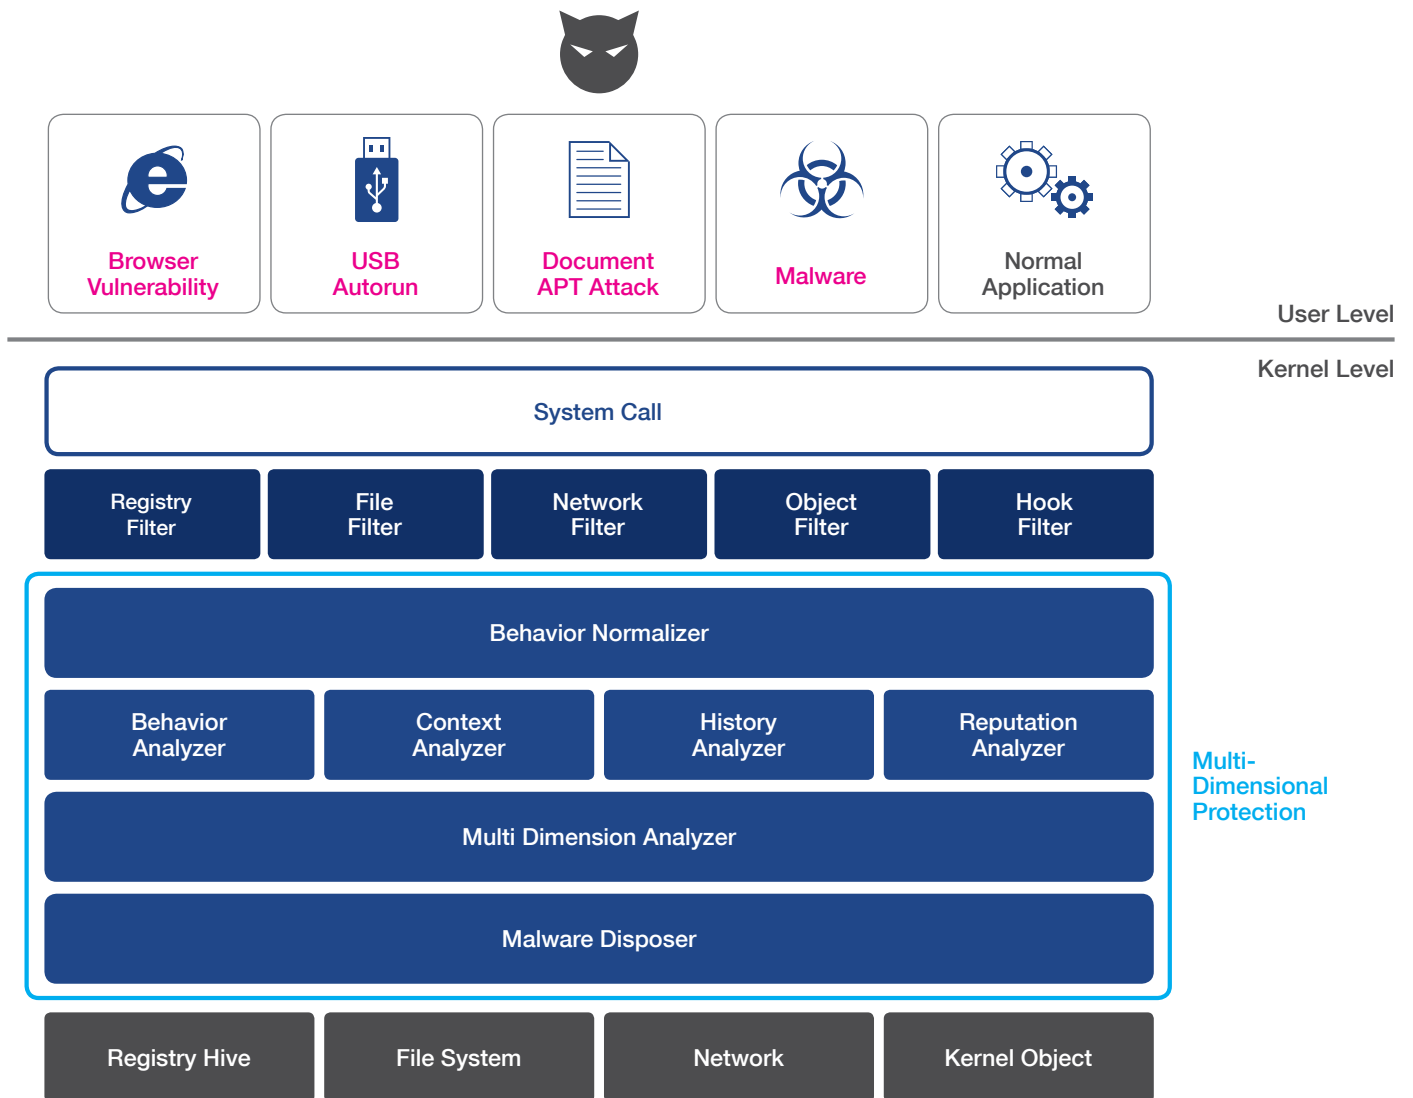 Browser
Vulnerability
USB
Autorun
Document
APT Attack
Malware
Normal
Application
User Level
Kernel Level
System Call
Registry
Filter
File
Filter
Network
Filter
Object
Filter
Hook
Filter
Behavior Normalizer
Behavior
Analyzer
Context
Analyzer
History
Analyzer
Reputation
Analyzer
Multi-
Dimensional
Protection
Multi Dimension Analyzer
Malware Disposer
Registry Hive
File System
Network
Kernel Object